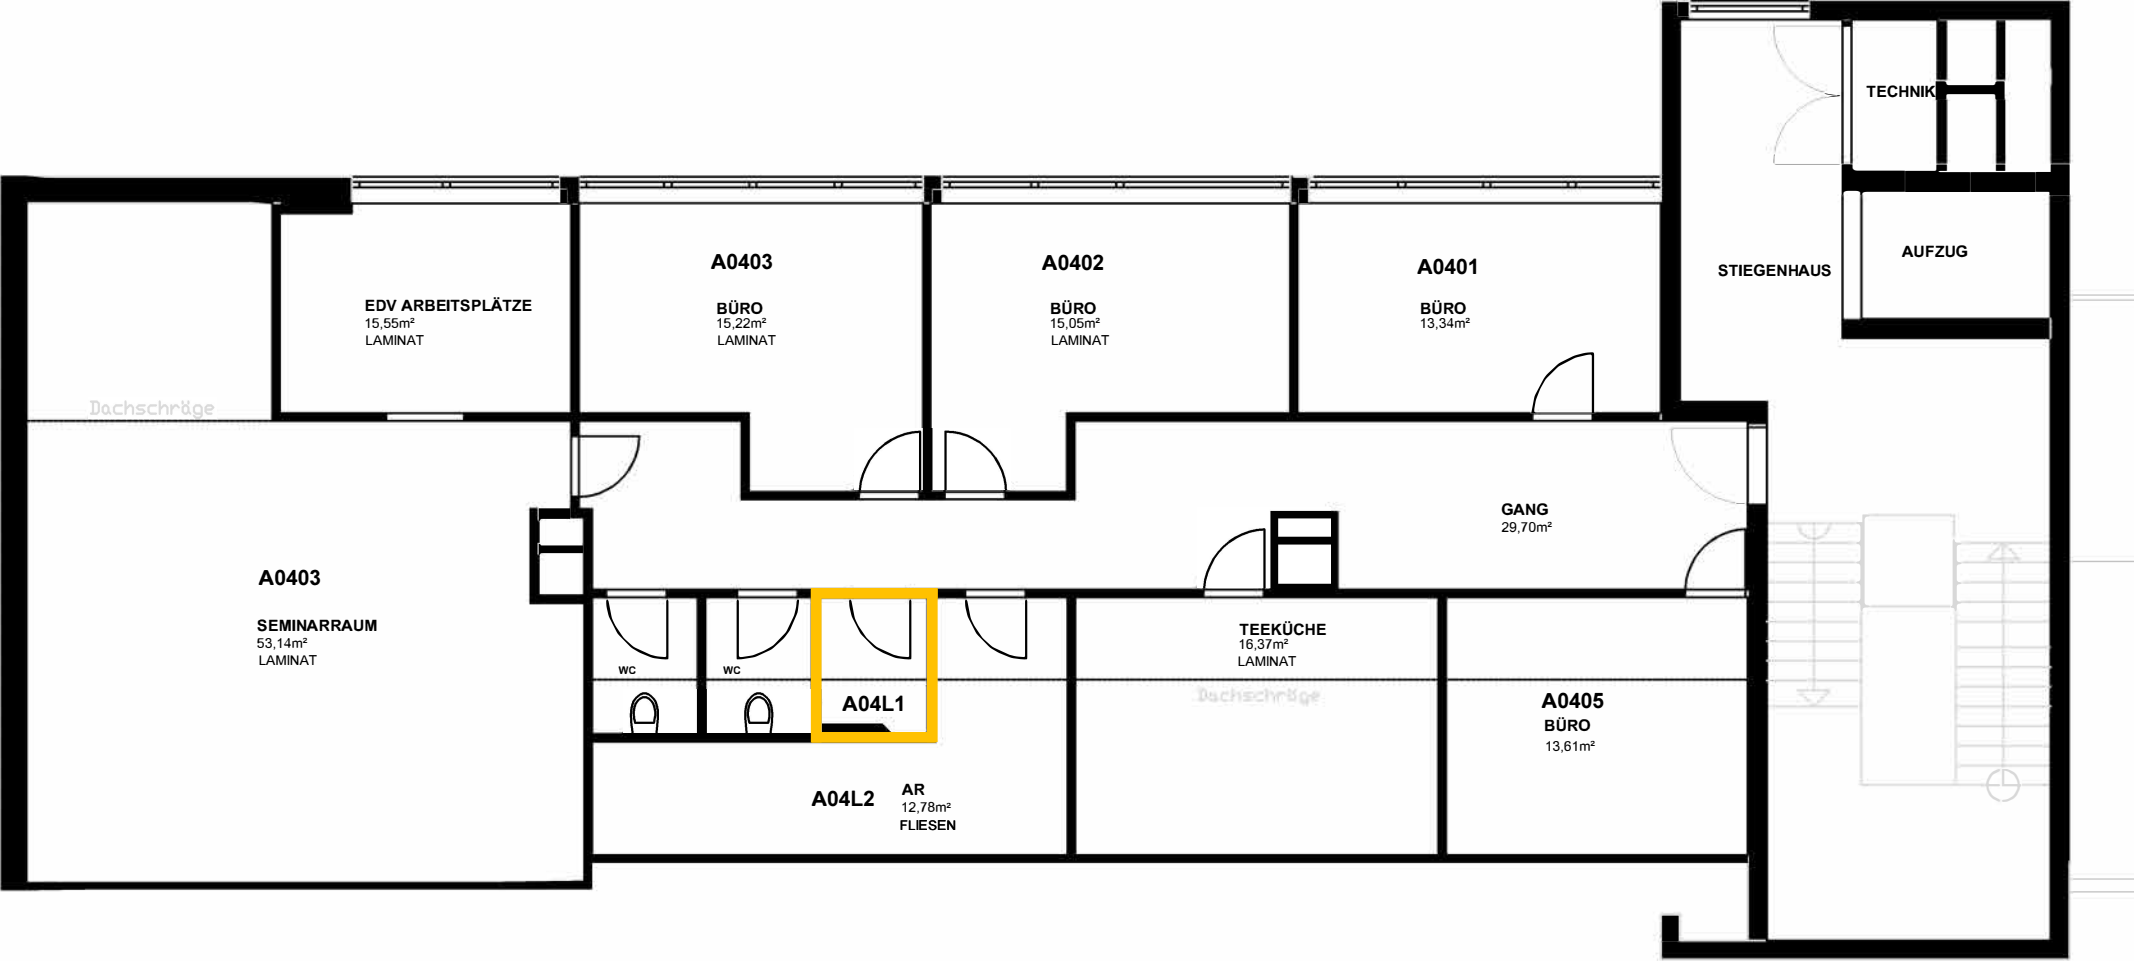 TECHNIK
AUFZUG
STIEGENHAUS
A0403
BÜRO
15,22m²
LAMINAT
A0402
BÜRO
15,05m²
LAMINAT
A0401
BÜRO
13,34m²
EDV ARBEITSPLÄTZE
15,55m²
LAMINAT
Dachschräge
GANG
29,70m²
A0403
SEMINARRAUM
53,14m²
LAMINAT
WC
WC
A04L1
TEEKÜCHE
16,37m²
LAMINAT
Dachschräge
A0405
BÜRO
13,61m²
A04L2
AR
12,78m²
FLIESEN